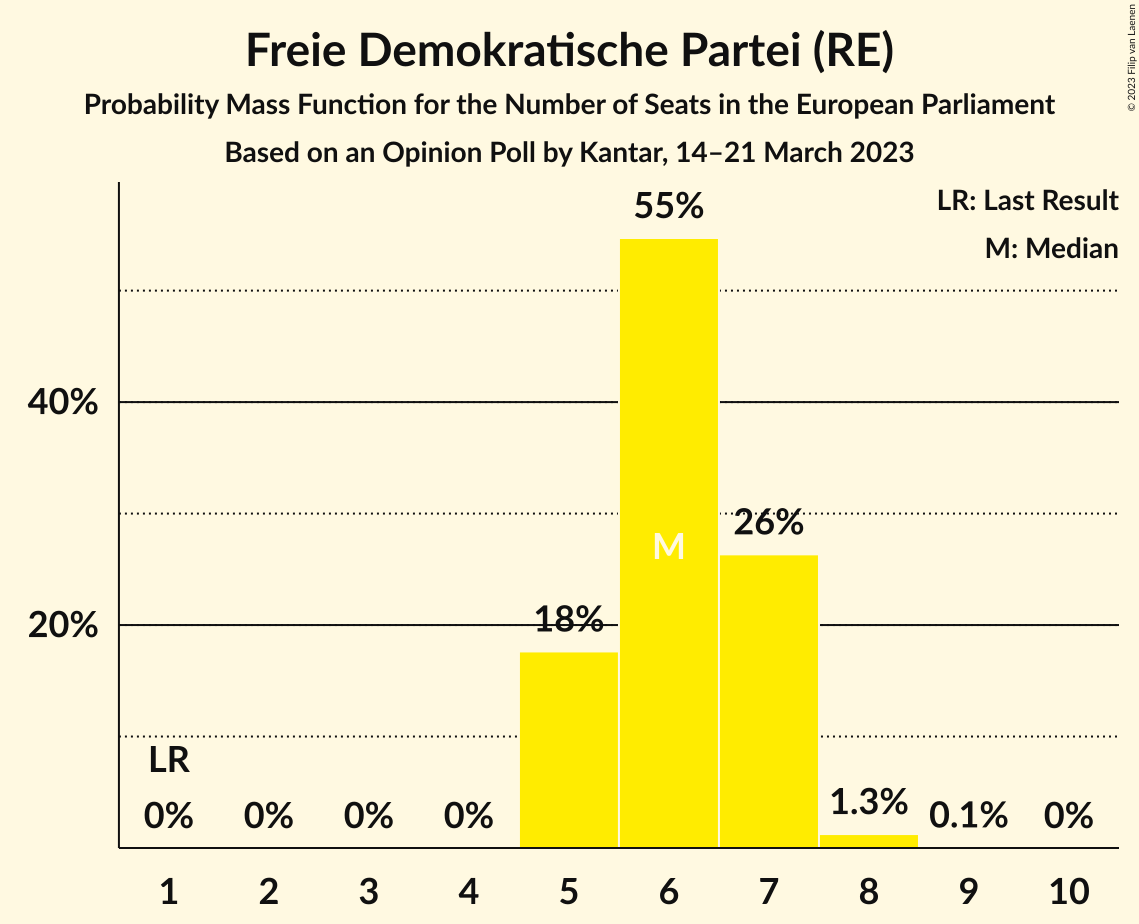 Freie Demokratische Partei (RE)
Probability Mass Function for the Number of Seats in the European Parliament
Based on an Opinion Poll by Kantar, 14–21 March 2023
© 2023 Filip van Laenen
LR: Last Result
M: Median
55%
40%
26%
M
20%
18%
LR
0% 0% 0% 0% 1.3% 0.1% 0%
1 2 3 4 5 6 7 8 9 10